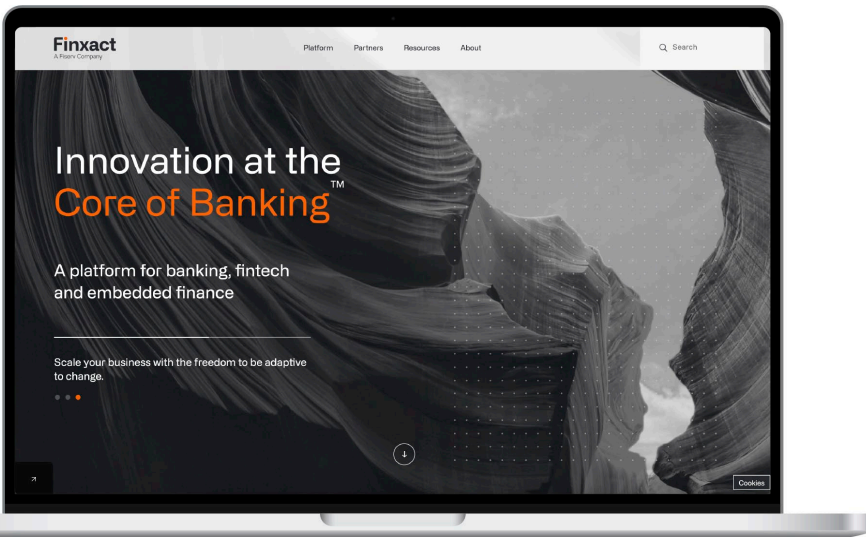 Finxact
A Fiserv Company
Platform
Partners
Resources
About
Search
Innovation at the
Core of Banking™
A platform for banking, fintech
and embedded finance
Scale your business with the freedom to be adaptive
to change.
Cookies